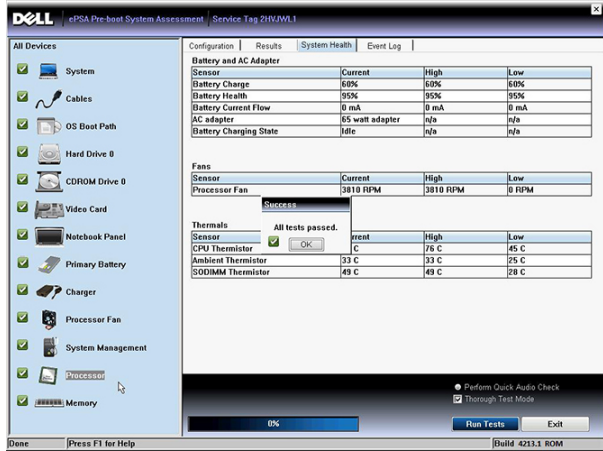 DELL ePSA Pre-boot System Assessment Service Tag 2HVJWL1
All Devices
System
Cables
OS Boot Path
Hard Drive 0
CDROM Drive 0
Video Card
Notebook Panel
Primary Battery
Charger
Processor Fan
System Management
Processor
Memory
Configuration Results System Health Event Log
Battery and AC Adapter
Sensor Current High Low
Battery Charge 60% 60% 60%
Battery Health 95% 95% 95%
Battery Current Flow 0 mA 0 mA 0 mA
AC adapter 65 watt adapter n/a n/a
Battery Charging State Idle n/a n/a
Fans
Sensor Current High Low
Processor Fan 3810 RPM 3810 RPM 0 RPM
Success
All tests passed.
OK
Thermals
Sensor rrent High Low
CPU Thermistor C 76 C 45 C
Ambient Thermistor 33 C 33 C 25 C
SODIMM Thermistor 49 C 49 C 28 C
Perform Quick Audio Check
Thorough Test Mode
0% Run Tests Exit
Done Press F1 for Help Build 4213.1 ROM